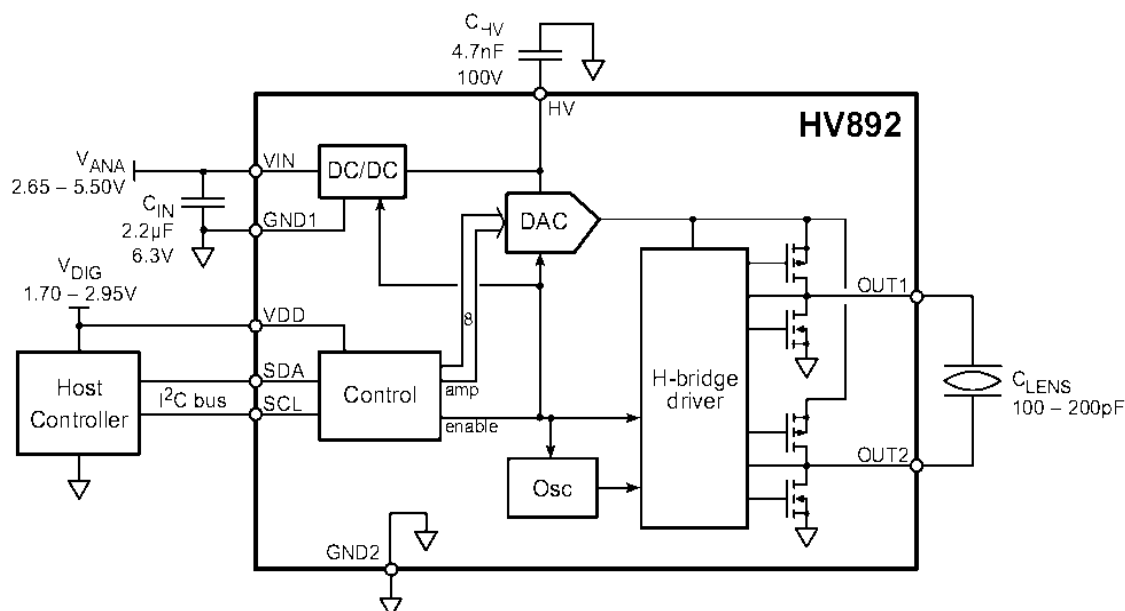 C_HV
4.7nF
100V
HV
HV892
V_ANA
2.65 – 5.50V
VIN
DC/DC
C_IN
2.2µF
6.3V
GND1
DAC
V_DIG
1.70 – 2.95V
VDD
8
OUT1
Host
Controller
SDA
I²C bus
SCL
Control
amp
enable
H-bridge
driver
C_LENS
100 – 200pF
OUT2
Osc
GND2